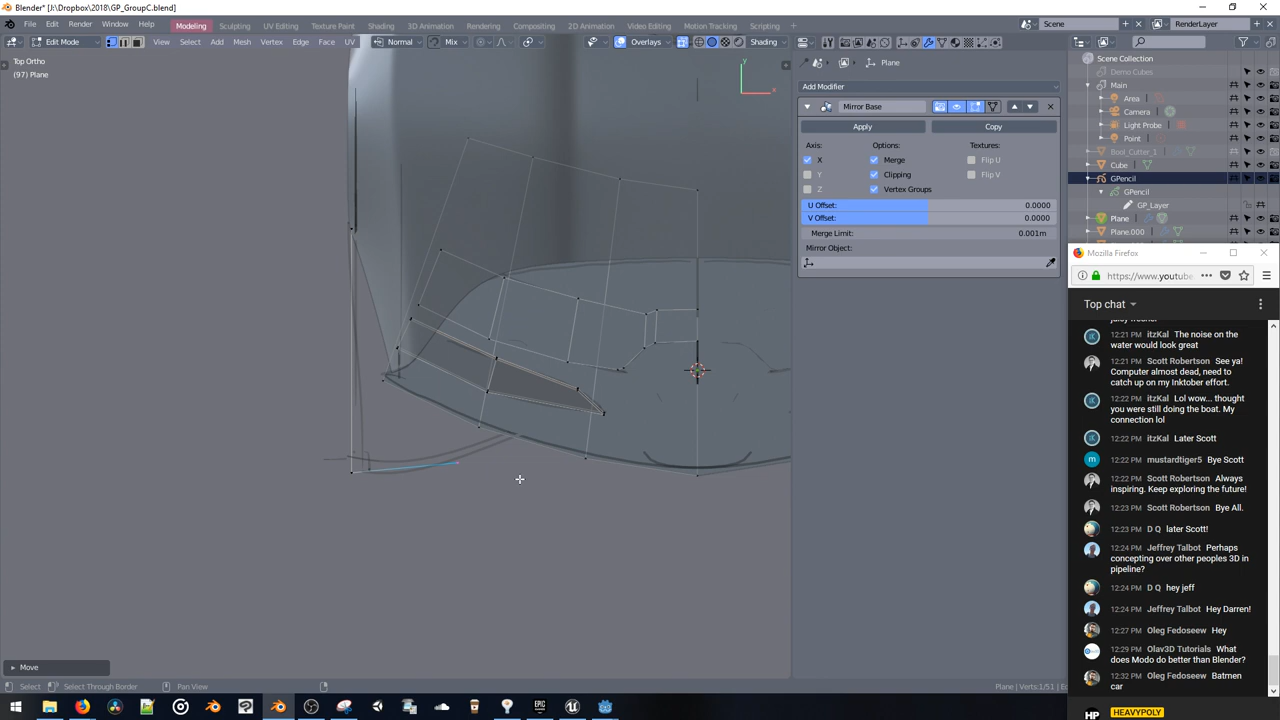 Blender* [J:\Dropbox\2018\GP_GroupC.blend]
File Edit Render Window Help
Modeling Sculpting UV Editing Texture Paint Shading 3D Animation Rendering Compositing 2D Animation Video Editing Motion Tracking Scripting
Scene RenderLayer
Edit Mode View Select Add Mesh Vertex Edge Face UV Normal Mix Overlays Shading
Top Ortho
(97) Plane
y
x
Plane
Add Modifier
Mirror Base
Apply Copy
Axis: Options: Textures:
X Merge Flip U
Y Clipping Flip V
Z Vertex Groups
U Offset: 0.0000
V Offset: 0.0000
Merge Limit: 0.001m
Mirror Object:
Scene Collection
Demo Cubes
Main
Area
Camera
Light Probe
Point
Bool_Cutter_1
Cube
GPencil
GPencil
GP_Layer
Plane
Plane.000
Mozilla Firefox
https://www.youtube
Top chat
12:21 PM itzKal The noise on the
water would look great
12:21 PM Scott Robertson See ya!
Computer almost dead, need to
catch up on my Inktober effort.
12:22 PM itzKal Lol wow... thought
you were still doing the boat. My
connection lol
12:22 PM itzKal Later Scott
12:22 PM mustardtiger5 Bye Scott
12:22 PM Scott Robertson Always
inspiring. Keep exploring the future!
12:23 PM Scott Robertson Bye All.
12:23 PM D Q later Scott!
12:24 PM Jeffrey Talbot Perhaps
concepting over other peoples 3D in
pipeline?
12:24 PM D Q hey jeff
12:24 PM Jeffrey Talbot Hey Darren!
12:27 PM Oleg Fedoseew Hey
12:29 PM Olav3D Tutorials What
does Modo do better than Blender?
12:32 PM Oleg Fedoseew Batmen
car
HP HEAVYPOLY
Move
Select Select Through Border Pan View
Plane | Verts:1/51 | Ed